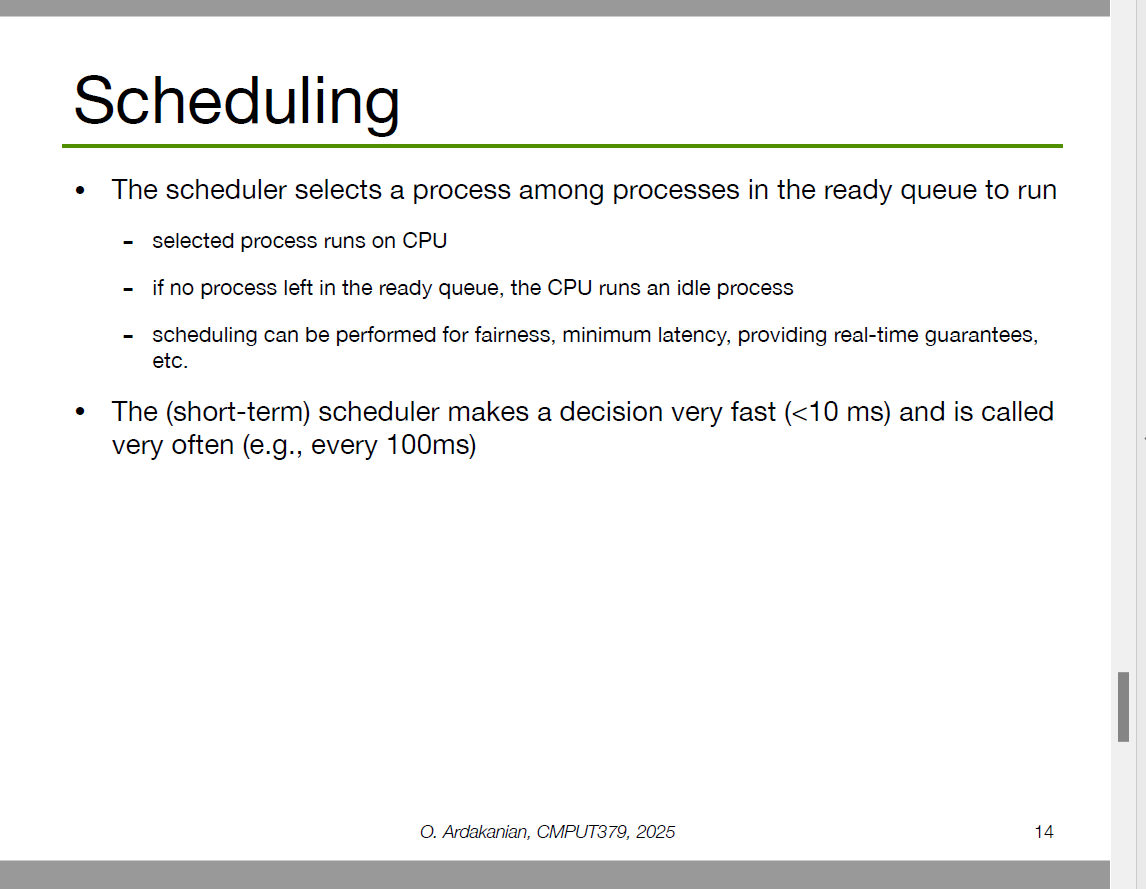 Scheduling
• The scheduler selects a process among processes in the ready queue to run
- selected process runs on CPU
- if no process left in the ready queue, the CPU runs an idle process
- scheduling can be performed for fairness, minimum latency, providing real-time guarantees,
etc.
• The (short-term) scheduler makes a decision very fast (<10 ms) and is called
very often (e.g., every 100ms)
O. Ardakanian, CMPUT379, 2025
14